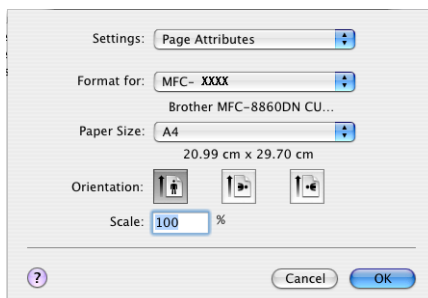 Settings: Page Attributes
Format for: MFC- XXXX
Brother MFC-8860DN CU...
Paper Size: A4
20.99 cm x 29.70 cm
Orientation:
Scale: 100 %
? Cancel OK